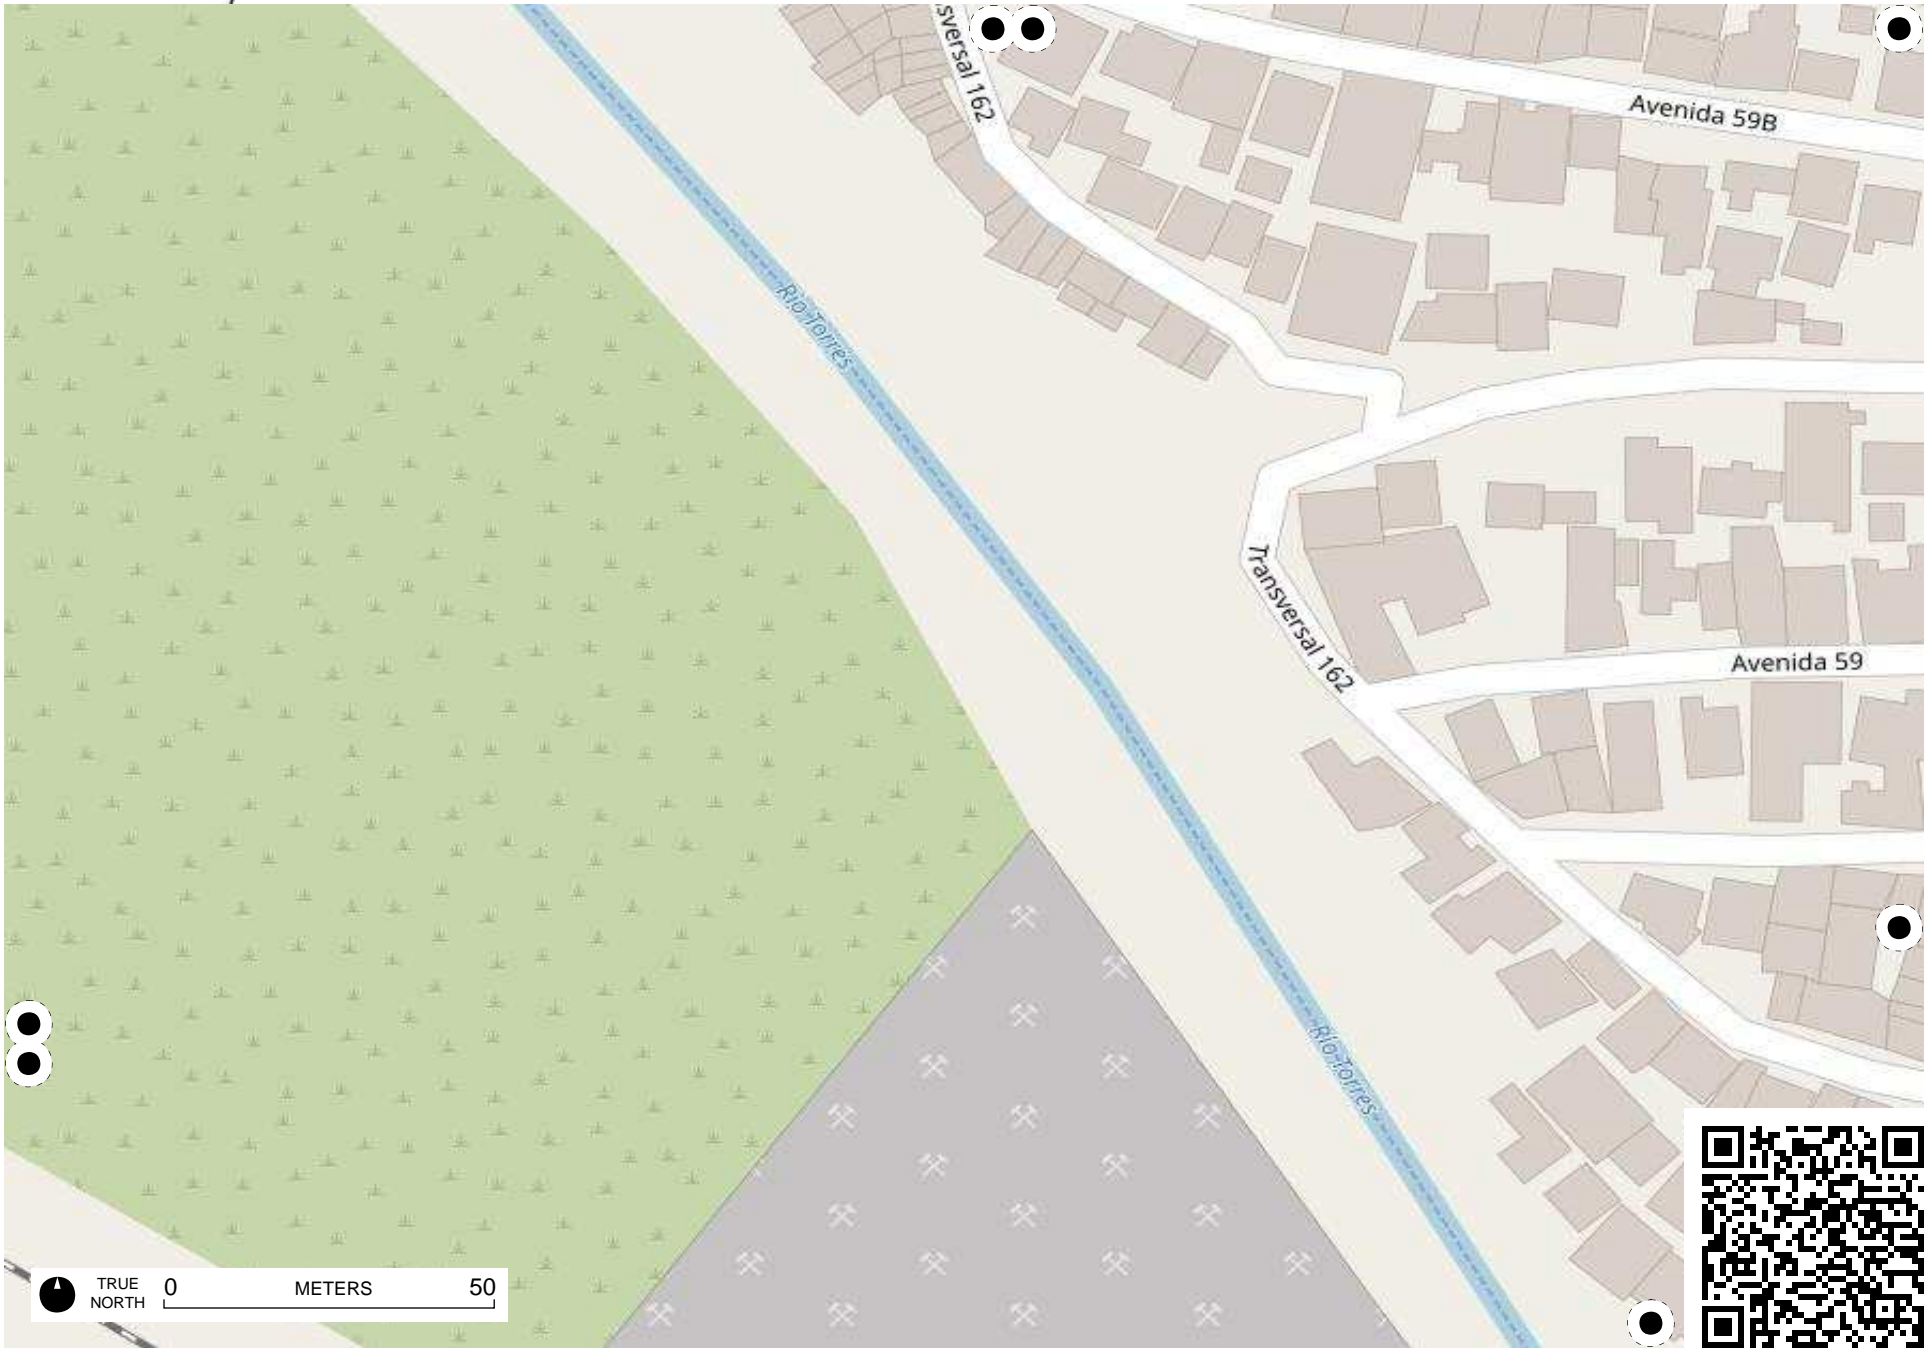 sversal 162
Avenida 59B
Río Torres
Transversal 162
Avenida 59
Río Torres
TRUE NORTH
0 METERS 50